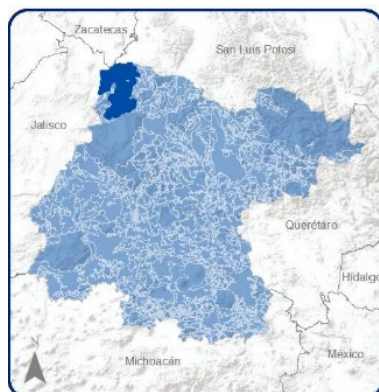 Zacatecas
San Luis Potosí
Jalisco
Querétaro
Hidalgo
N
México
Michoacán